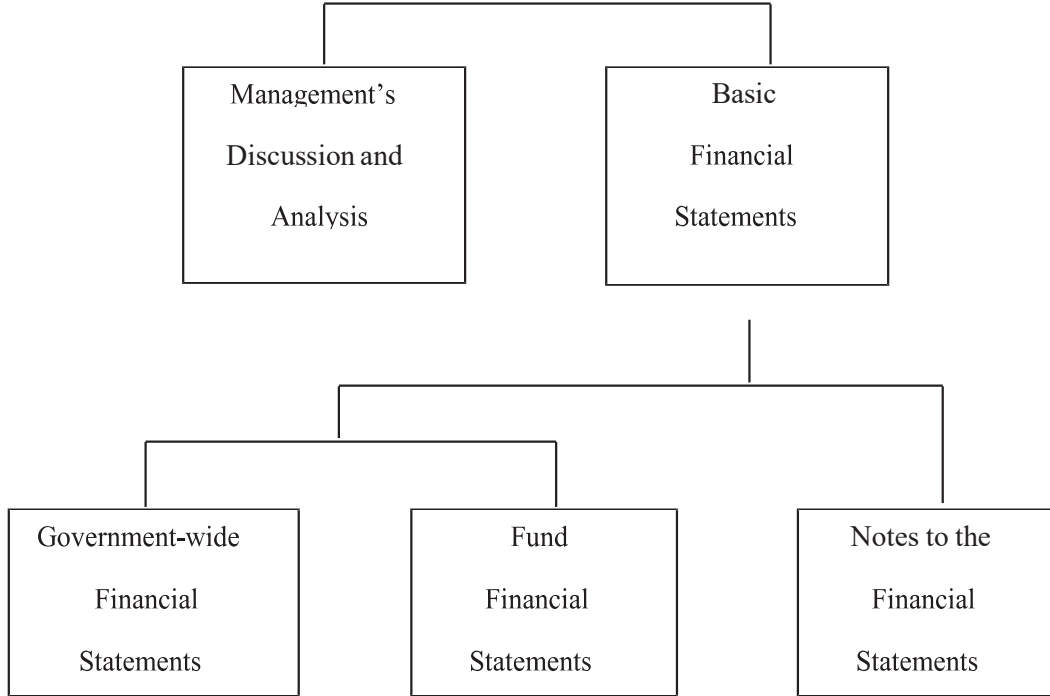 Management’s
Discussion and
Analysis
Basic
Financial
Statements
Government-wide
Financial
Statements
Fund
Financial
Statements
Notes to the
Financial
Statements